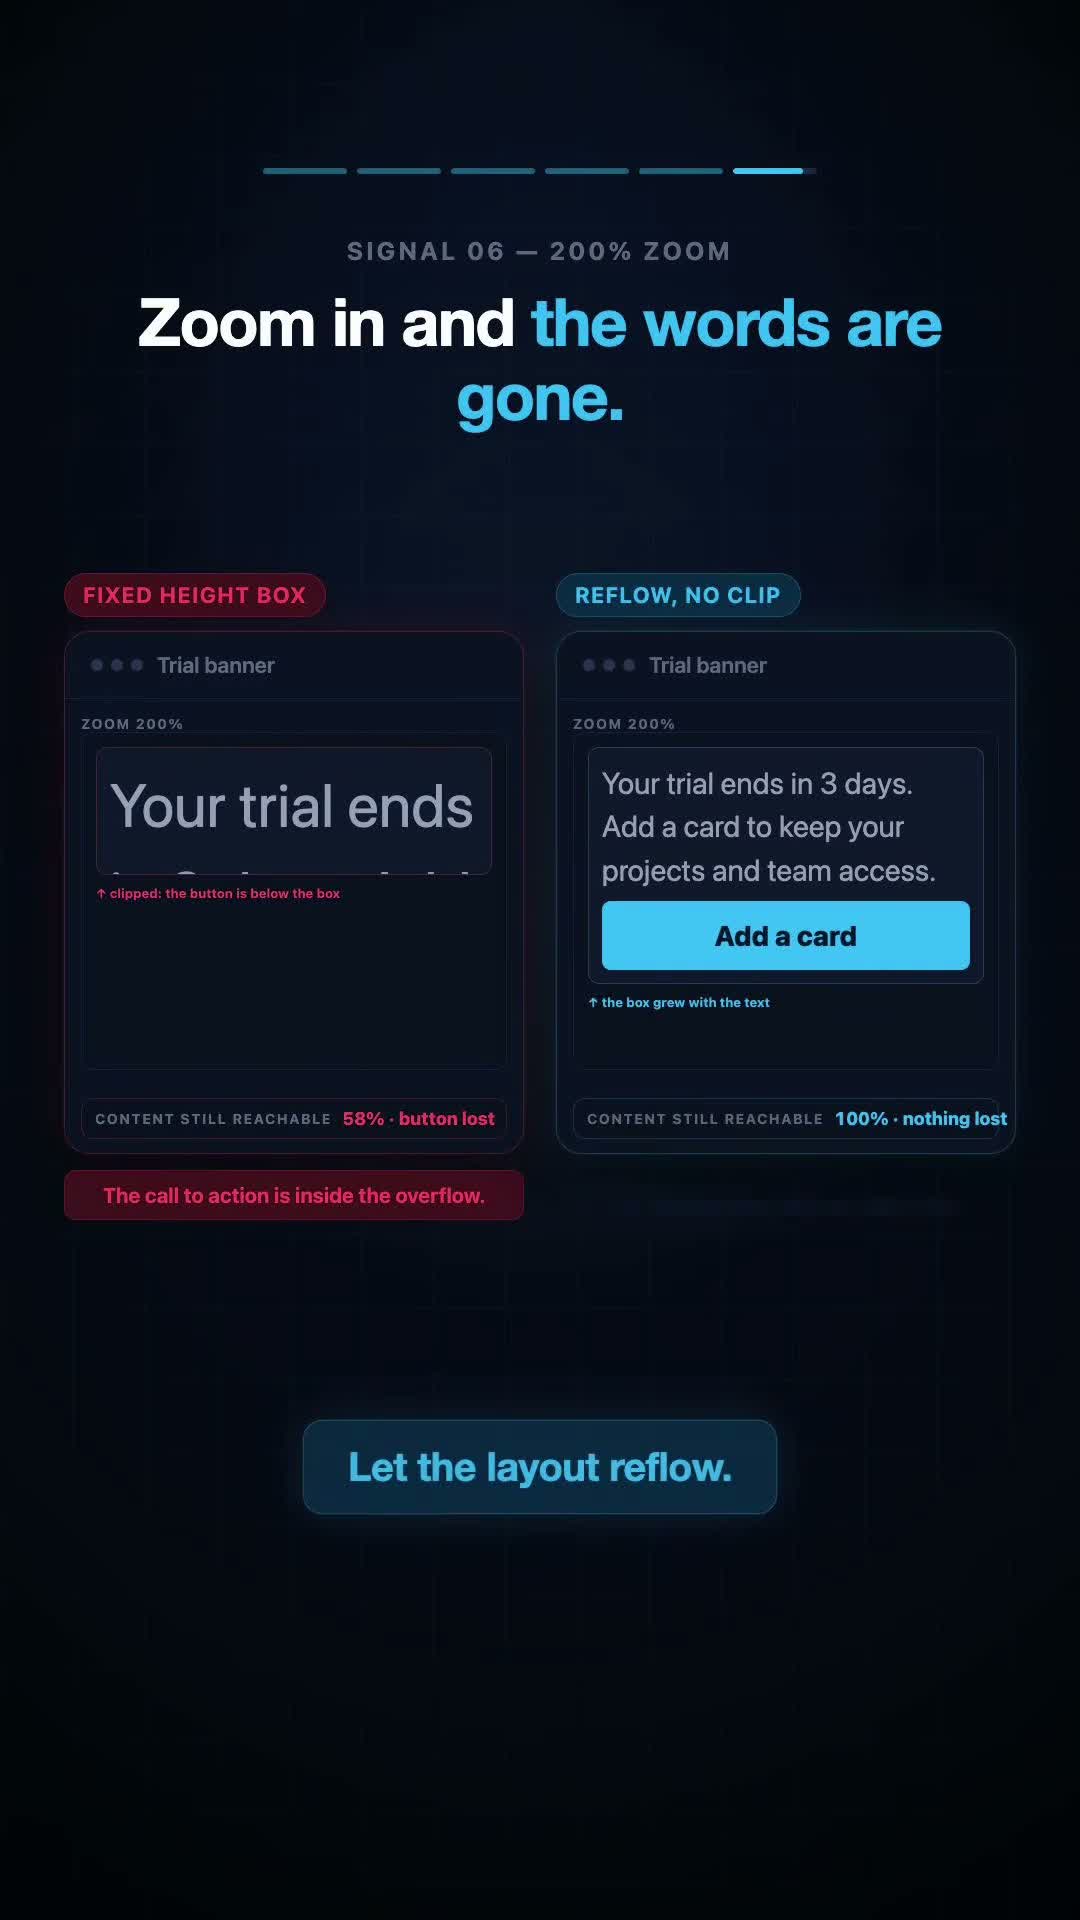 SIGNAL 06 — 200% ZOOM
Zoom in and the words are
gone.
FIXED HEIGHT BOX
Trial banner
ZOOM 200%
Your trial ends
↑ clipped: the button is below the box
CONTENT STILL REACHABLE 58% · button lost
The call to action is inside the overflow.
REFLOW, NO CLIP
Trial banner
ZOOM 200%
Your trial ends in 3 days.
Add a card to keep your
projects and team access.
Add a card
↑ the box grew with the text
CONTENT STILL REACHABLE 100% · nothing lost
Let the layout reflow.